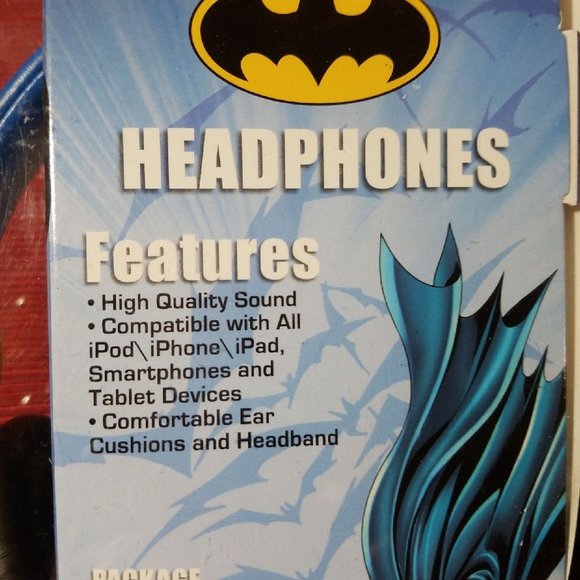 HEADPHONES
Features
• High Quality Sound
• Compatible with All
iPod\iPhone\iPad,
Smartphones and
Tablet Devices
• Comfortable Ear
Cushions and Headband
PACKAGE